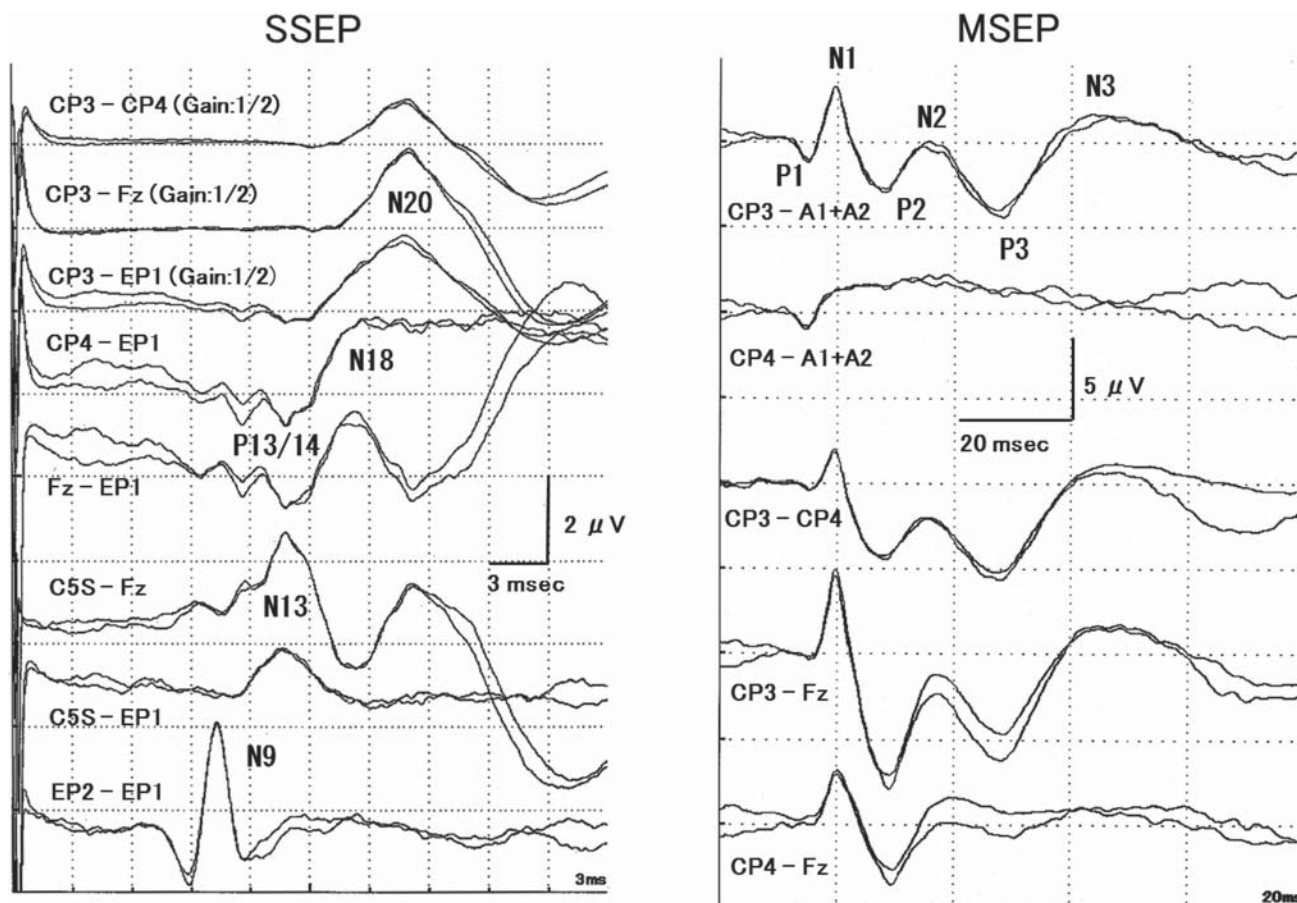 SSEP
CP3－CP4 (Gain:1/2)
CP3－Fz (Gain:1/2)
N20
CP3－EP1 (Gain:1/2)
CP4－EP1
N18
P13/14
Fz－EP1
2 μV
3 msec
C5S－Fz
N13
C5S－EP1
N9
EP2－EP1
3ms
MSEP
N1
N2
N3
P1
P2
CP3－A1+A2
P3
CP4－A1+A2
5 μV
20 msec
CP3－CP4
CP3－Fz
CP4－Fz
20ms